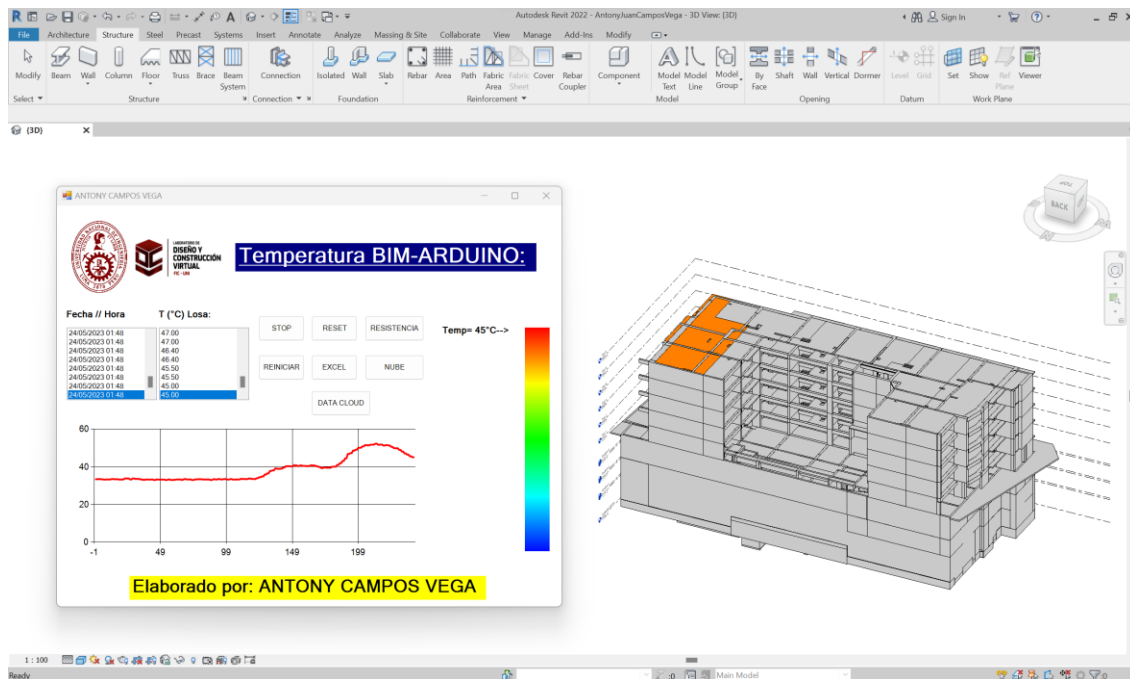 Autodesk Revit 2022 - AntonyJuanCamposVega - 3D View: {3D}
Sign In
File Architecture Structure Steel Precast Systems Insert Annotate Analyze Massing & Site Collaborate View Manage Add-Ins Modify
Modify Beam Wall Column Floor Truss Brace Beam System Connection Isolated Wall Slab Rebar Area Path Fabric Area Fabric Sheet Cover Rebar Coupler Component Model Text Model Line Model Group By Face Shaft Wall Vertical Dormer Level Grid Set Show Ref Plane Viewer
Select Structure Connection Foundation Reinforcement Model Opening Datum Work Plane
{3D}
ANTONY CAMPOS VEGA
LABORATORIO DE
DISEÑO Y
CONSTRUCCIÓN
VIRTUAL
FIC - UNI
Temperatura BIM-ARDUINO:
Fecha // Hora T (°C) Losa:
24/05/2023 01:48 47.00
24/05/2023 01:48 47.00
24/05/2023 01:48 46.40
24/05/2023 01:48 46.40
24/05/2023 01:48 45.50
24/05/2023 01:48 45.50
24/05/2023 01:48 45.00
24/05/2023 01:48 45.00
STOP RESET RESISTENCIA
REINICIAR EXCEL NUBE
DATA CLOUD
Temp= 45°C-->
60
40
20
0
-1 49 99 149 199
Elaborado por: ANTONY CAMPOS VEGA
TOP
BACK
1 : 100
Ready
:0
Main Model
:0